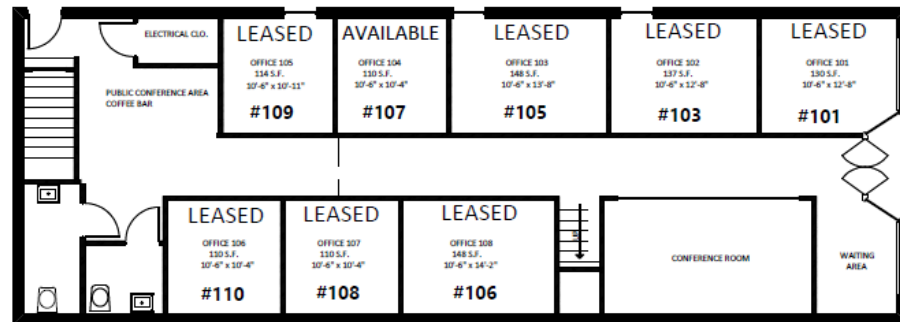 ELECTRICAL CLO.
PUBLIC CONFERENCE AREA
COFFEE BAR
LEASED
OFFICE 105
114 S.F.
10'-6" x 10'-11"
#109
AVAILABLE
OFFICE 104
110 S.F.
10'-6" x 10'-4"
#107
LEASED
OFFICE 103
148 S.F.
10'-6" x 13'-8"
#105
LEASED
OFFICE 102
137 S.F.
10'-6" x 12'-8"
#103
LEASED
OFFICE 101
130 S.F.
10'-6" x 12'-8"
#101
LEASED
OFFICE 106
110 S.F.
10'-6" x 10'-4"
#110
LEASED
OFFICE 107
110 S.F.
10'-6" x 10'-4"
#108
LEASED
OFFICE 108
148 S.F.
10'-6" x 14'-2"
#106
CONFERENCE ROOM
WAITING
AREA